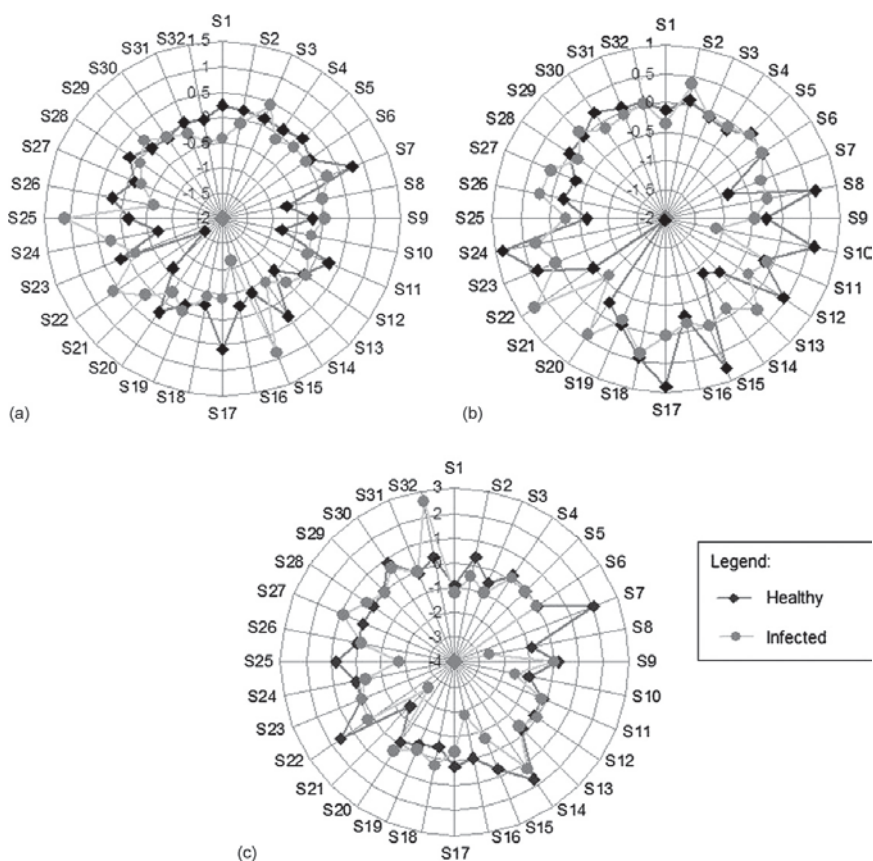 S1
S2
S3
S4
S5
S6
S7
S8
S9
S10
S11
S12
S13
S14
S15
S16
S17
S18
S19
S20
S21
S22
S23
S24
S25
S26
S27
S28
S29
S30
S31
S32
1.5
1
0.5
-0.5
-1
-1.5
-2
(a)
S1
S2
S3
S4
S5
S6
S7
S8
S9
S10
S11
S12
S13
S14
S15
S16
S17
S18
S19
S20
S21
S22
S23
S24
S25
S26
S27
S28
S29
S30
S31
S32
1
0.5
0
-0.5
-1
-1.5
-2
(b)
S1
S2
S3
S4
S5
S6
S7
S8
S9
S10
S11
S12
S13
S14
S15
S16
S17
S18
S19
S20
S21
S22
S23
S24
S25
S26
S27
S28
S29
S30
S31
S32
3
2
1
0
-1
-2
-3
-4
(c)
Legend:
Healthy
Infected